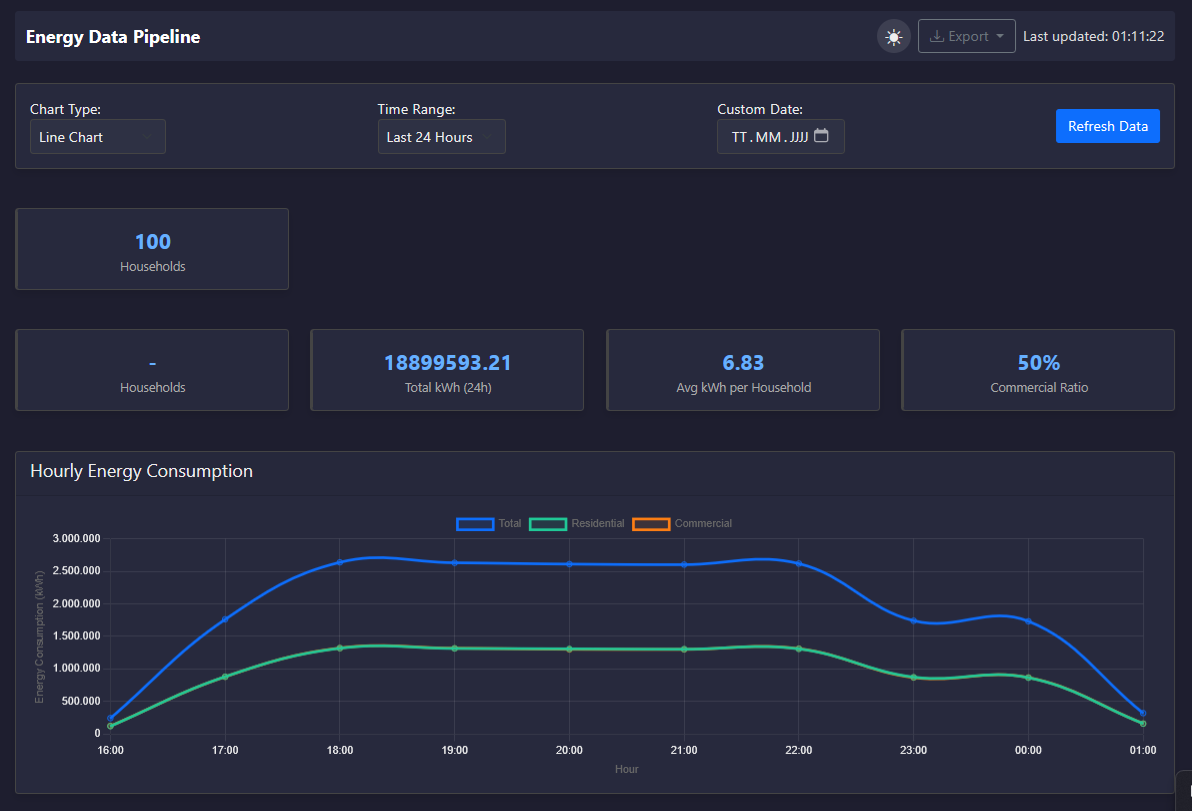 Energy Data Pipeline
Export
Last updated: 01:11:22
Chart Type:
Time Range:
Custom Date:
Line Chart
Last 24 Hours
TT.MM.JJJJ
Refresh Data
100
Households
-
Households
18899593.21
Total kWh (24h)
6.83
Avg kWh per Household
50%
Commercial Ratio
Hourly Energy Consumption
Total
Residential
Commercial
Energy Consumption (kWh)
3.000.000
2.500.000
2.000.000
1.500.000
1.000.000
500.000
0
16:00
17:00
18:00
19:00
20:00
21:00
22:00
23:00
00:00
01:00
Hour